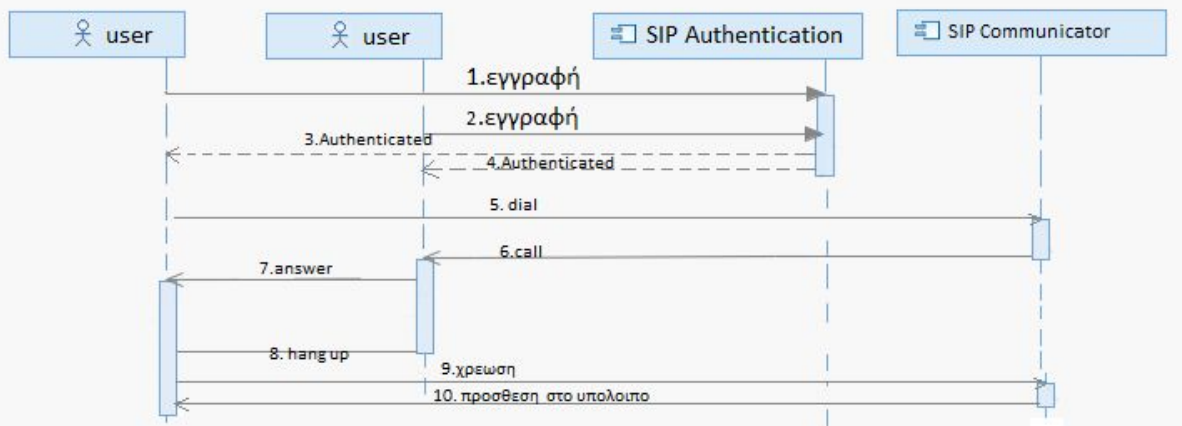 user
user
SIP Authentication
SIP Communicator
1.εγγραφή
2.εγγραφή
3.Authenticated
4.Authenticated
5. dial
6.call
7.answer
8. hang up
9.χρεωση
10. προσθεση στο υπολοιπο